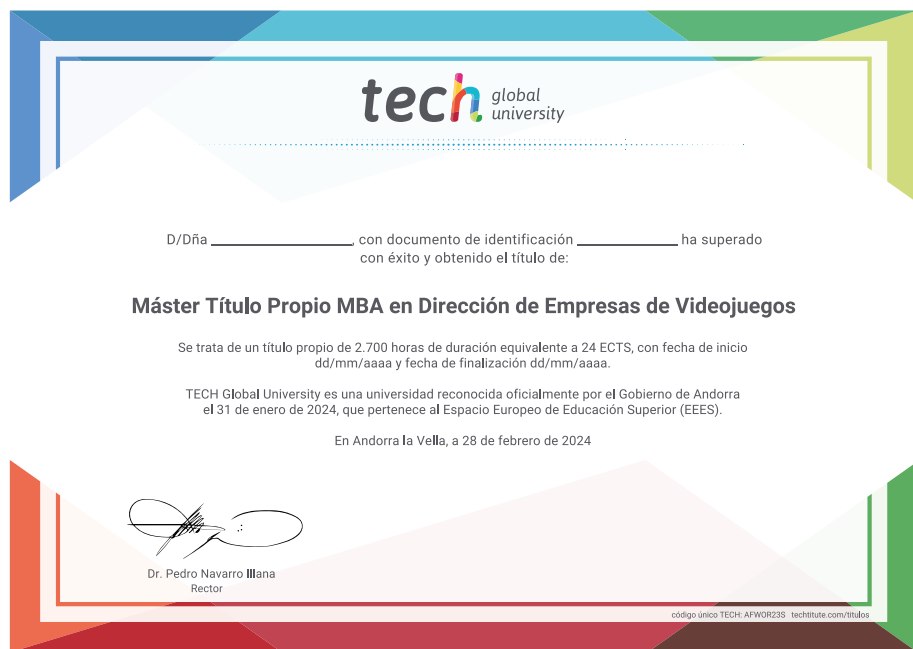 tech global
university
D/Dña ______________, con documento de identificación __________ ha superado
con éxito y obtenido el título de:
Máster Título Propio MBA en Dirección de Empresas de Videojuegos
Se trata de un título propio de 2.700 horas de duración equivalente a 24 ECTS, con fecha de inicio
dd/mm/aaaa y fecha de finalización dd/mm/aaaa.
TECH Global University es una universidad reconocida oficialmente por el Gobierno de Andorra
el 31 de enero de 2024, que pertenece al Espacio Europeo de Educación Superior (EEES).
En Andorra la Vella, a 28 de febrero de 2024
Dr. Pedro Navarro Illana
Rector
código único TECH: AFWOR23S techtitute.com/titulos